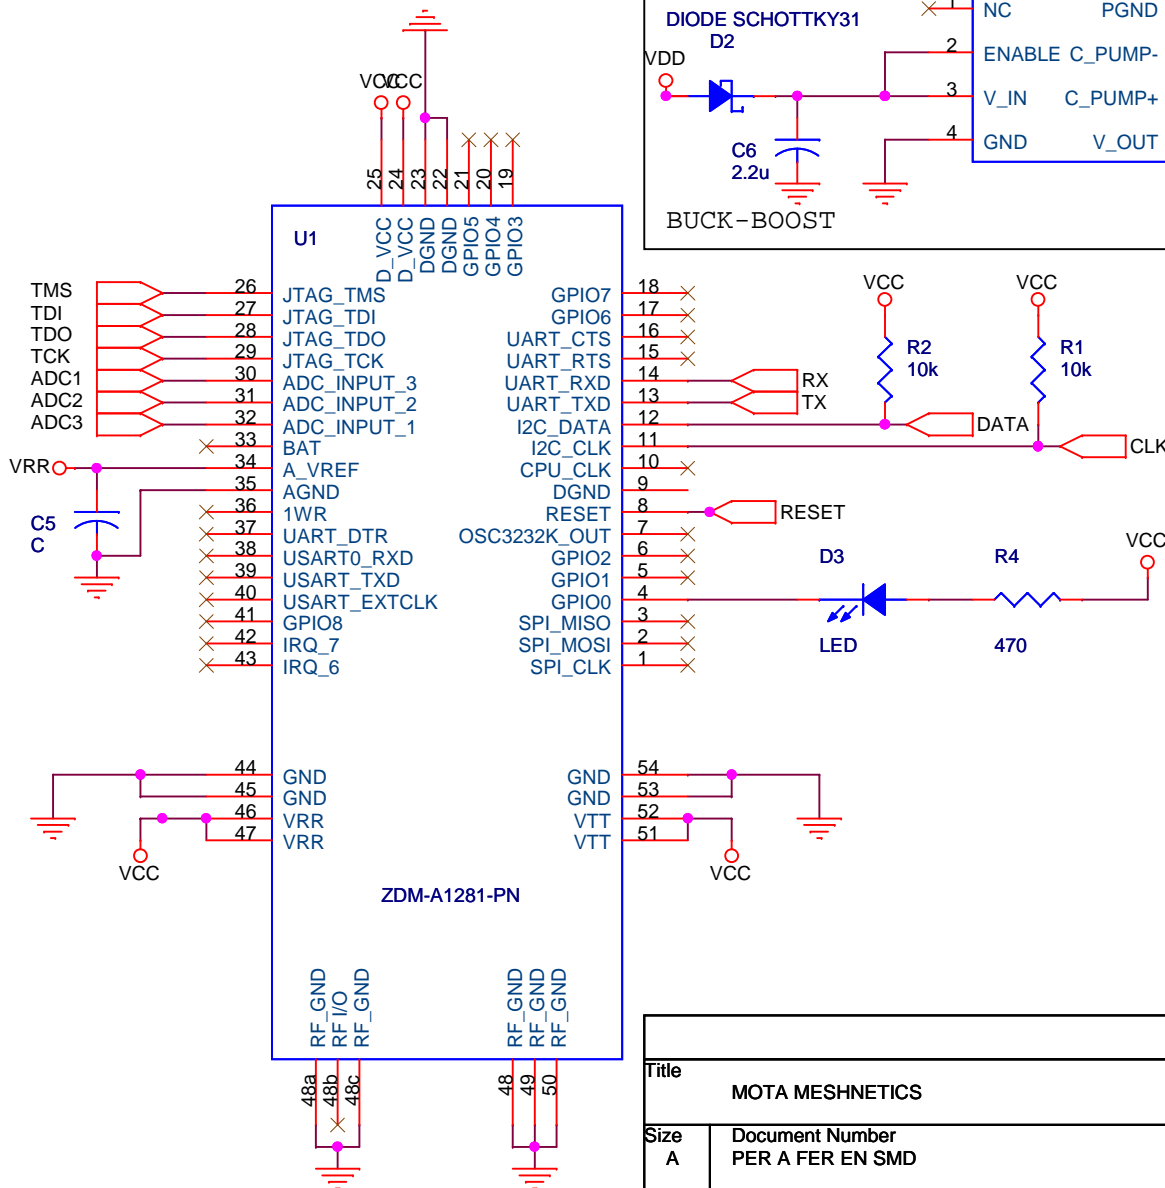 DIODE SCHOTTKY31
D2
VDD
C6
2.2u
BUCK-BOOST
1
NC
PGND
2
ENABLE
C_PUMP-
3
V_IN
C_PUMP+
4
GND
V_OUT
VCC
VCC
25
24
23
22
21
20
19
U1
D_VCC
D_VCC
DGND
DGND
GPIO5
GPIO4
GPIO3
TMS
26
JTAG_TMS
TDI
27
JTAG_TDI
TDO
28
JTAG_TDO
TCK
29
JTAG_TCK
ADC1
30
ADC_INPUT_3
ADC2
31
ADC_INPUT_2
ADC3
32
ADC_INPUT_1
33
BAT
VRR
34
A_VREF
35
AGND
C5
C
36
1WR
37
UART_DTR
38
USART0_RXD
39
USART_TXD
40
USART_EXTCLK
41
GPIO8
42
IRQ_7
43
IRQ_6
GPIO7
18
GPIO6
17
UART_CTS
16
UART_RTS
15
UART_RXD
14
RX
UART_TXD
13
TX
I2C_DATA
12
DATA
I2C_CLK
11
CLK
CPU_CLK
10
DGND
9
RESET
8
RESET
OSC3232K_OUT
7
GPIO2
6
GPIO1
5
GPIO0
4
SPI_MISO
3
SPI_MOSI
2
SPI_CLK
1
VCC
R2
10k
VCC
R1
10k
D3
LED
R4
470
VCC
44
GND
45
GND
46
VRR
47
VRR
VCC
GND
54
GND
53
VTT
52
VTT
51
VCC
ZDM-A1281-PN
RF_GND
RF I/O
RF_GND
RF_GND
RF_GND
RF_GND
48a
48b
48c
48
49
50
Title
MOTA MESHNETICS
Size
A
Document Number
PER A FER EN SMD